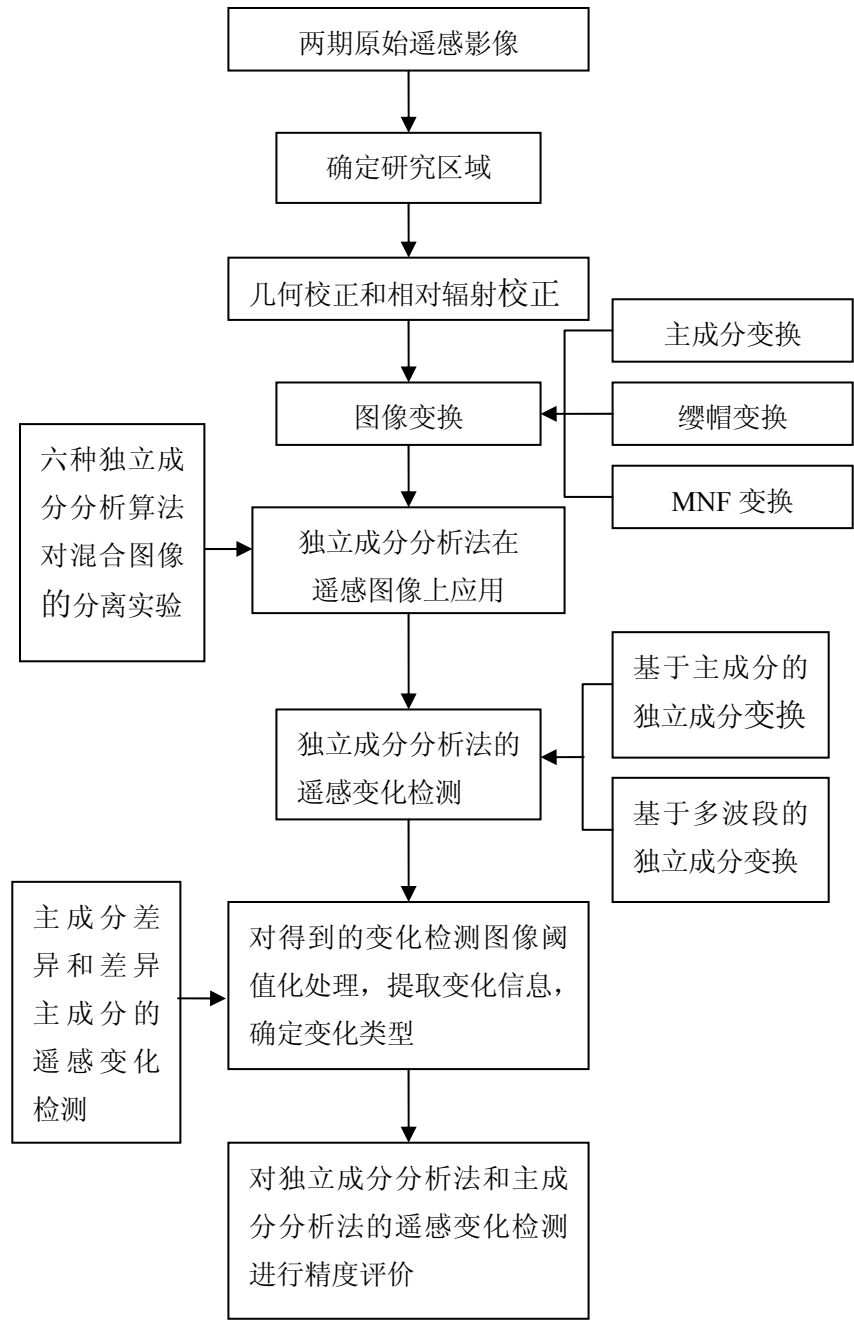 两期原始遥感影像
确定研究区域
几何校正和相对辐射校正
主成分变换
图像变换
缨帽变换
MNF 变换
六种独立成
分分析算法
对混合图像
的分离实验
独立成分分析法在
遥感图像上应用
基于主成分的
独立成分变换
独立成分分析法的
遥感变化检测
基于多波段的
独立成分变换
主成分差
异和差异
主成分的
遥感变化
检测
对得到的变化检测图像阈
值化处理，提取变化信息，
确定变化类型
对独立成分分析法和主成
分分析法的遥感变化检测
进行精度评价